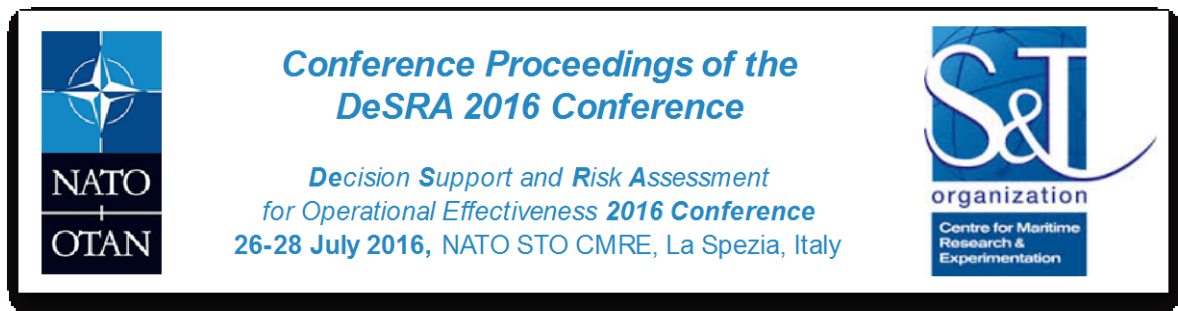 NATO
OTAN
Conference Proceedings of the
DeSRA 2016 Conference
Decision Support and Risk Assessment
for Operational Effectiveness 2016 Conference
26-28 July 2016, NATO STO CMRE, La Spezia, Italy
S&T
organization
Centre for Maritime
Research &
Experimentation